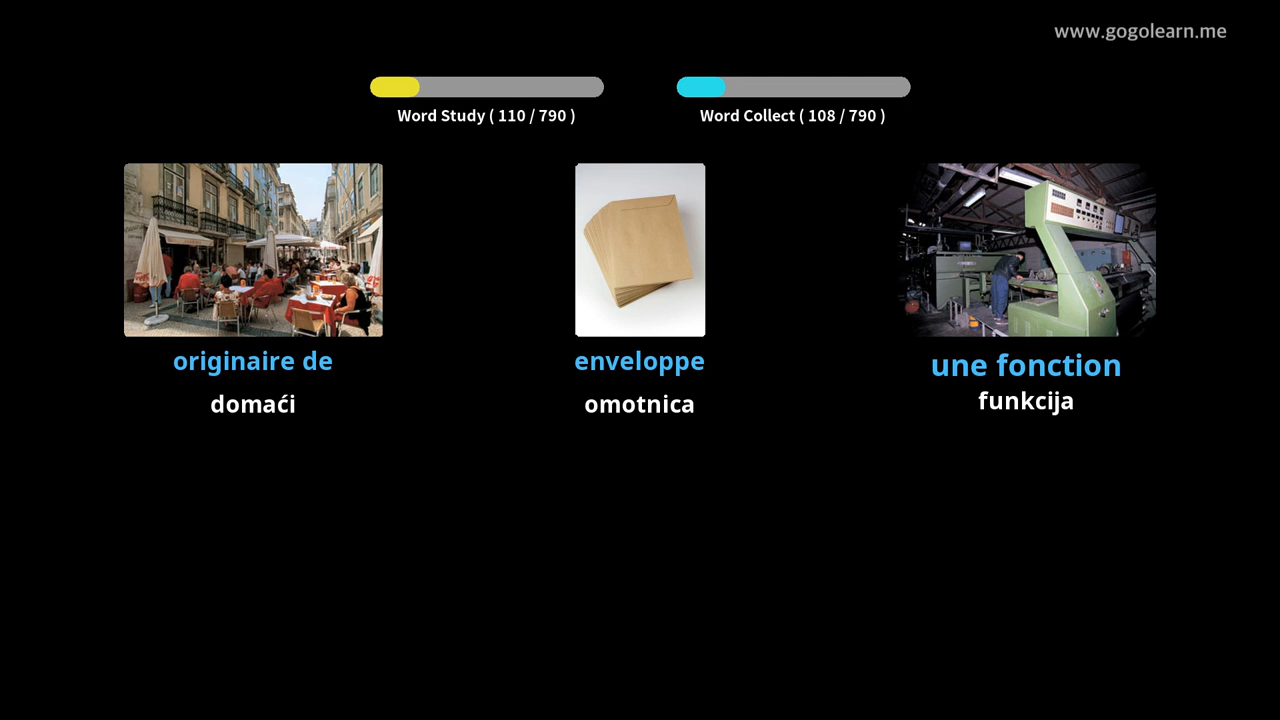 www.gogolearn.me
Word Study ( 110 / 790 )
Word Collect ( 108 / 790 )
originaire de
domaći
enveloppe
omotnica
une fonction
funkcija